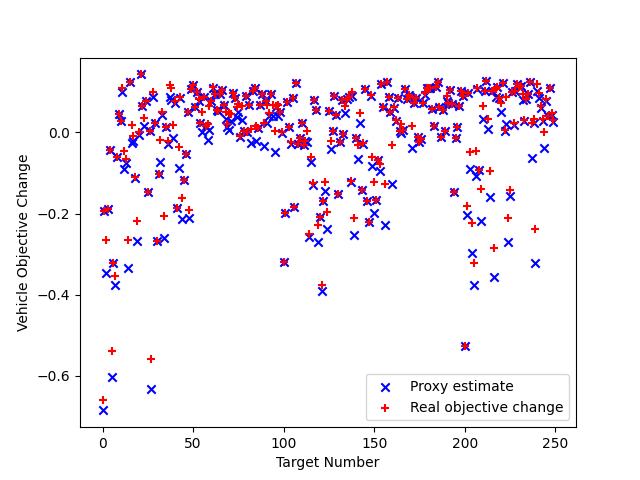 0.0
−0.2
−0.4
−0.6
Vehicle Objective Change
0
50
100
150
200
250
Target Number
Proxy estimate
Real objective change